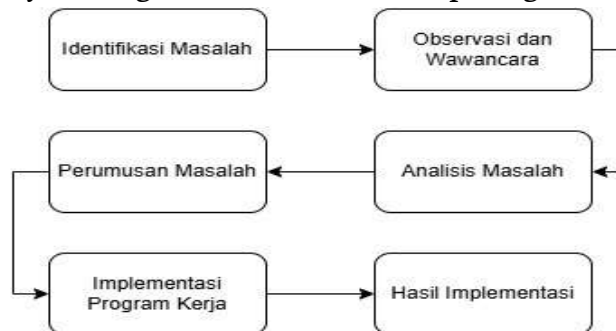 Identifikasi Masalah
Observasi dan
Wawancara
Perumusan Masalah
Analisis Masalah
Implementasi
Program Kerja
Hasil Implementasi